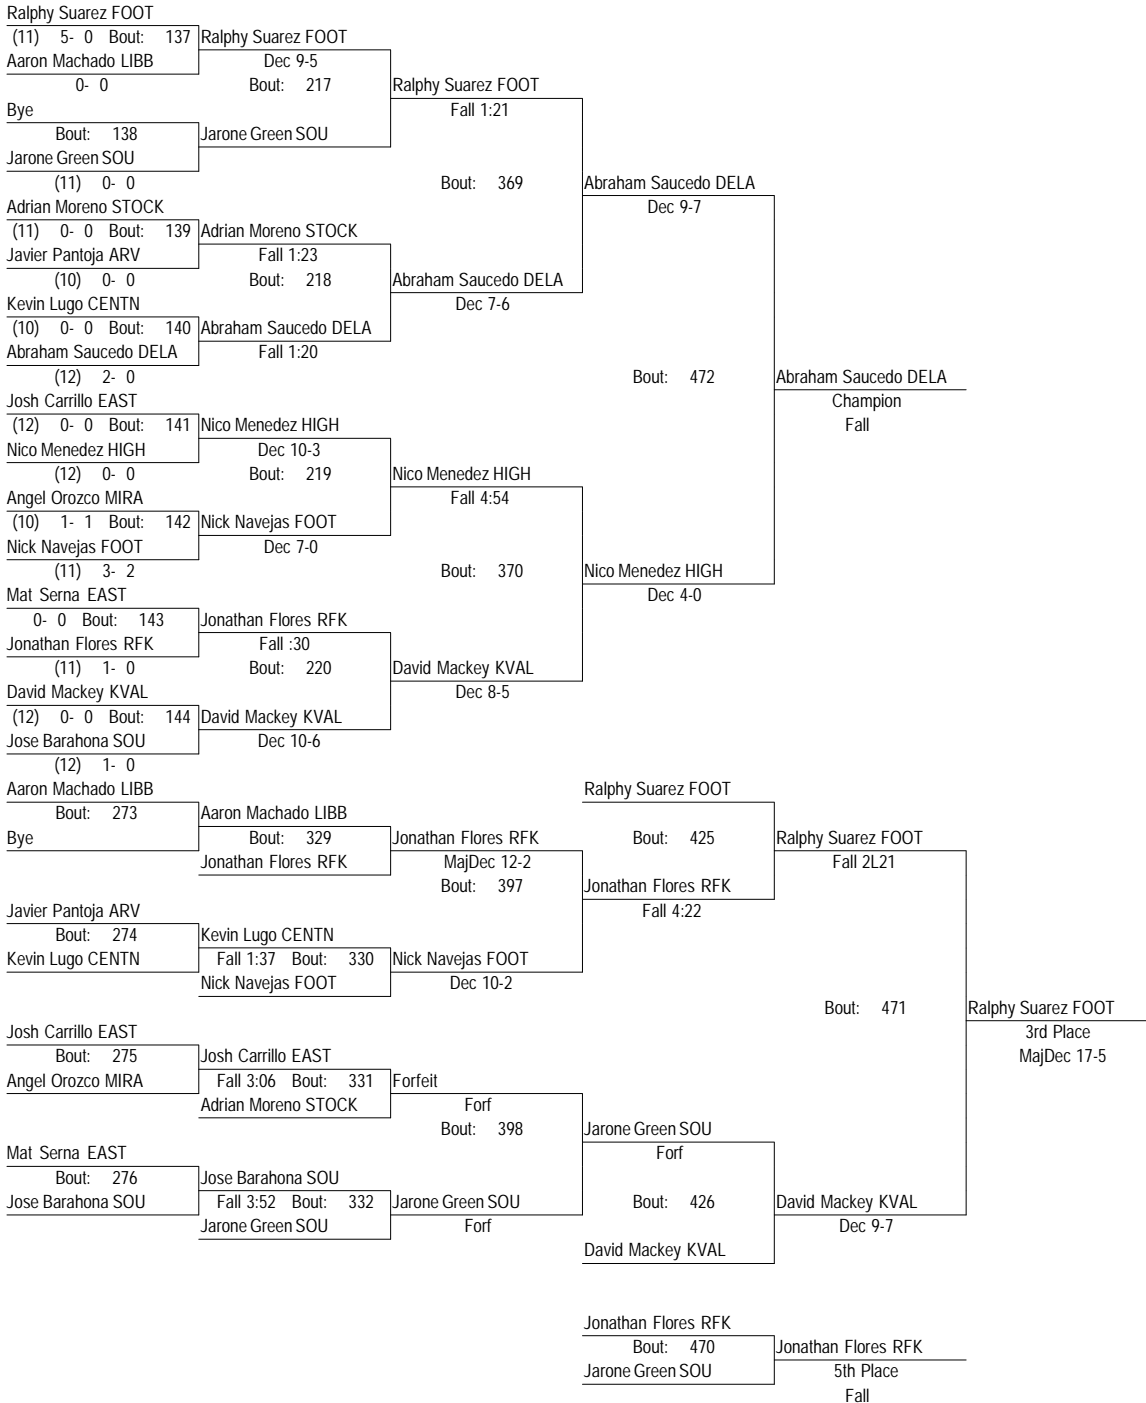 Ralphy Suarez FOOT
(11) 5- 0 Bout: 137 Ralphy Suarez FOOT
Aaron Machado LIBB Dec 9-5
0- 0 Bout: 217 Ralphy Suarez FOOT
Bye Fall 1:21
Bout: 138 Jarone Green SOU
Jarone Green SOU
(11) 0- 0 Bout: 369 Abraham Saucedo DELA
Adrian Moreno STOCK Dec 9-7
(11) 0- 0 Bout: 139 Adrian Moreno STOCK
Javier Pantoja ARV Fall 1:23
(10) 0- 0 Bout: 218 Abraham Saucedo DELA
Kevin Lugo CENTN Dec 7-6
(10) 0- 0 Bout: 140 Abraham Saucedo DELA
Abraham Saucedo DELA Fall 1:20
(12) 2- 0 Bout: 472 Abraham Saucedo DELA
Josh Carrillo EAST Champion
(12) 0- 0 Bout: 141 Nico Menedez HIGH Fall
Nico Menedez HIGH Dec 10-3
(12) 0- 0 Bout: 219 Nico Menedez HIGH
Angel Orozco MIRA Fall 4:54
(10) 1- 1 Bout: 142 Nick Navejas FOOT
Nick Navejas FOOT Dec 7-0
(11) 3- 2 Bout: 370 Nico Menedez HIGH
Mat Serna EAST Dec 4-0
0- 0 Bout: 143 Jonathan Flores RFK
Jonathan Flores RFK Fall :30
(11) 1- 0 Bout: 220 David Mackey KVAL
David Mackey KVAL Dec 8-5
(12) 0- 0 Bout: 144 David Mackey KVAL
Jose Barahona SOU Dec 10-6
(12) 1- 0
Aaron Machado LIBB Ralphy Suarez FOOT
Bout: 273 Aaron Machado LIBB
Bye Bout: 329 Jonathan Flores RFK Bout: 425 Ralphy Suarez FOOT
Jonathan Flores RFK MajDec 12-2 Fall 2L21
Bout: 397 Jonathan Flores RFK
Javier Pantoja ARV Fall 4:22
Bout: 274 Kevin Lugo CENTN
Kevin Lugo CENTN Fall 1:37 Bout: 330 Nick Navejas FOOT
Nick Navejas FOOT Dec 10-2
Bout: 471 Ralphy Suarez FOOT
Josh Carrillo EAST 3rd Place
Bout: 275 Josh Carrillo EAST MajDec 17-5
Angel Orozco MIRA Fall 3:06 Bout: 331 Forfeit
Adrian Moreno STOCK Forf
Bout: 398 Jarone Green SOU
Mat Serna EAST Forf
Bout: 276 Jose Barahona SOU
Jose Barahona SOU Fall 3:52 Bout: 332 Jarone Green SOU Bout: 426 David Mackey KVAL
Jarone Green SOU Forf Dec 9-7
David Mackey KVAL
Jonathan Flores RFK
Bout: 470 Jonathan Flores RFK
Jarone Green SOU 5th Place
Fall